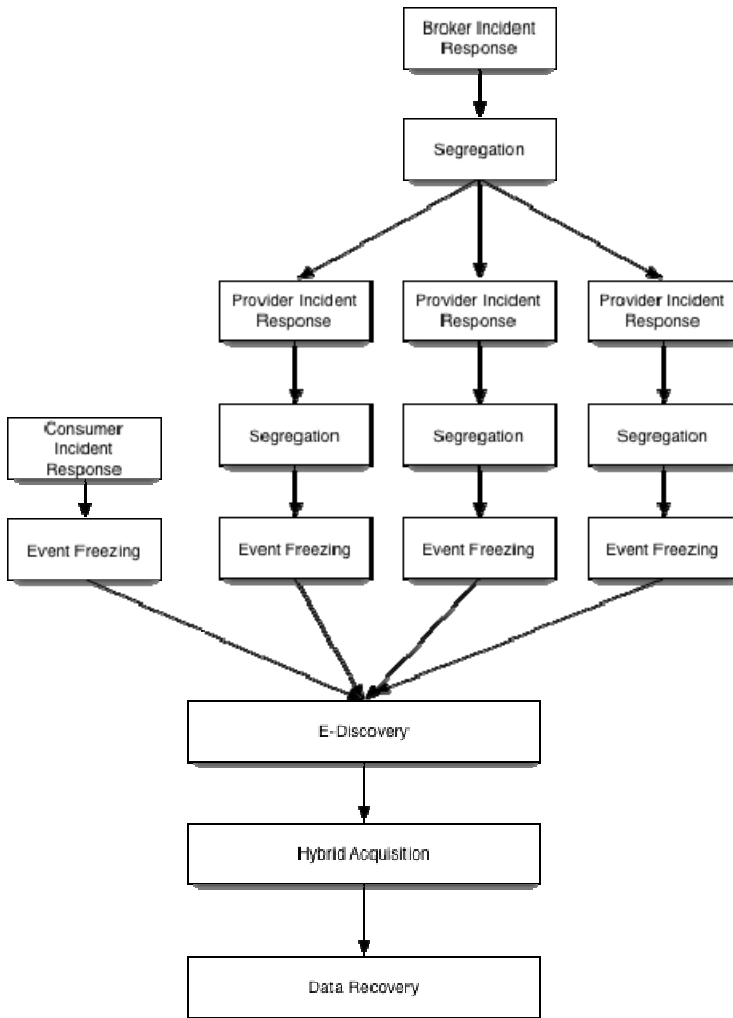 Broker Incident
Response
Segregation
Provider Incident
Response
Provider Incident
Response
Provider Incident
Response
Consumer
Incident
Response
Segregation
Segregation
Segregation
Event Freezing
Event Freezing
Event Freezing
Event Freezing
E-Discovery
Hybrid Acquisition
Data Recovery